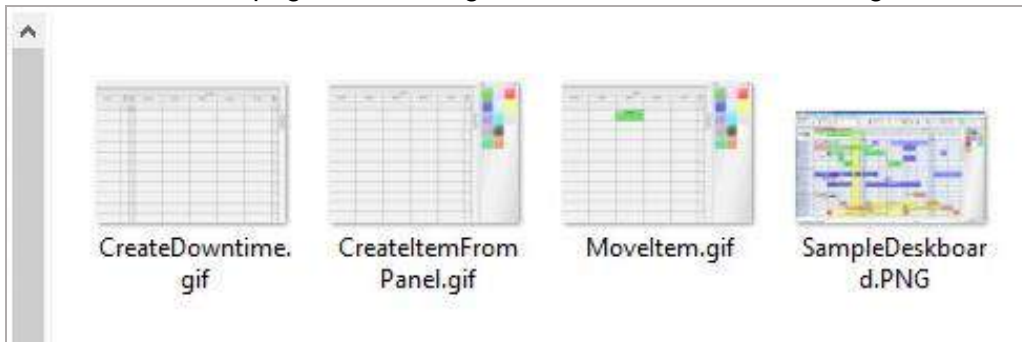 CreateDowntime.
gif
CreateItemFrom
Panel.gif
MoveItem.gif
SampleDeskboar
d.PNG